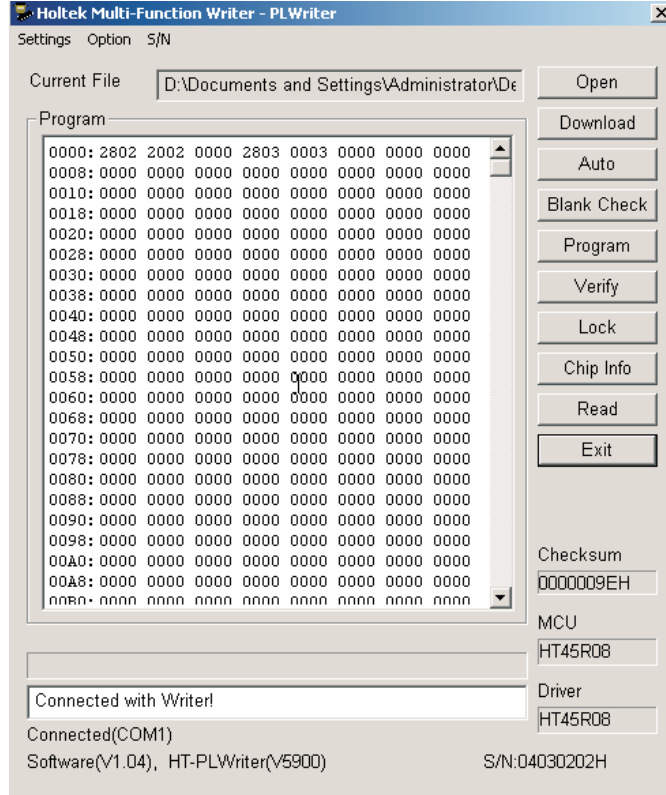 Holtek Multi-Function Writer - PLWriter
Settings Option S/N
Current File D:\Documents and Settings\Administrator\De
Open
Program
Download
0000: 2802 2002 0000 2803 0003 0000 0000 0000
0008: 0000 0000 0000 0000 0000 0000 0000 0000
Auto
0010: 0000 0000 0000 0000 0000 0000 0000 0000
0018: 0000 0000 0000 0000 0000 0000 0000 0000
Blank Check
0020: 0000 0000 0000 0000 0000 0000 0000 0000
0028: 0000 0000 0000 0000 0000 0000 0000 0000
Program
0030: 0000 0000 0000 0000 0000 0000 0000 0000
0038: 0000 0000 0000 0000 0000 0000 0000 0000
Verify
0040: 0000 0000 0000 0000 0000 0000 0000 0000
0048: 0000 0000 0000 0000 0000 0000 0000 0000
Lock
0050: 0000 0000 0000 0000 0000 0000 0000 0000
0058: 0000 0000 0000 0000 0000 0000 0000 0000
Chip Info
0060: 0000 0000 0000 0000 0000 0000 0000 0000
0068: 0000 0000 0000 0000 0000 0000 0000 0000
Read
0070: 0000 0000 0000 0000 0000 0000 0000 0000
0078: 0000 0000 0000 0000 0000 0000 0000 0000
Exit
0080: 0000 0000 0000 0000 0000 0000 0000 0000
0088: 0000 0000 0000 0000 0000 0000 0000 0000
0090: 0000 0000 0000 0000 0000 0000 0000 0000
0098: 0000 0000 0000 0000 0000 0000 0000 0000
00A0: 0000 0000 0000 0000 0000 0000 0000 0000
00A8: 0000 0000 0000 0000 0000 0000 0000 0000
00B0: 0000 0000 0000 0000 0000 0000 0000 0000
Checksum
0000009EH
MCU
HT45R08
Driver
HT45R08
Connected with Writer!
Connected(COM1)
Software(V1.04), HT-PLWriter(V5900) S/N:04030202H